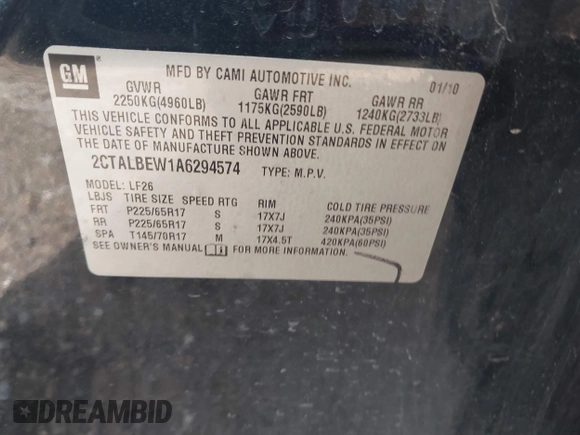 GM
MFD BY CAMI AUTOMOTIVE INC. 01/10
GVWR GAWR FRT GAWR RR
2250KG(4960LB) 1175KG(2590LB) 1240KG(2733LB)
THIS VEHICLE CONFORMS TO ALL APPLICABLE U.S. FEDERAL MOTOR
VEHICLE SAFETY AND THEFT PREVENTION STANDARDS IN EFFECT ON
THE DATE OF MANUFACTURE SHOWN ABOVE.
2CTALBEW1A6294574 TYPE: M.P.V.
MODEL: LF26
LBJS TIRE SIZE SPEED RTG RIM COLD TIRE PRESSURE
FRT P225/65R17 S 17X7J 240KPA(35PSI)
RR P225/65R17 S 17X7J 240KPA(35PSI)
SPA T145/70R17 M 17X4.5T 420KPA(60PSI)
SEE OWNER'S MANUAL FOR MORE INFORMATION.
DREAMBID